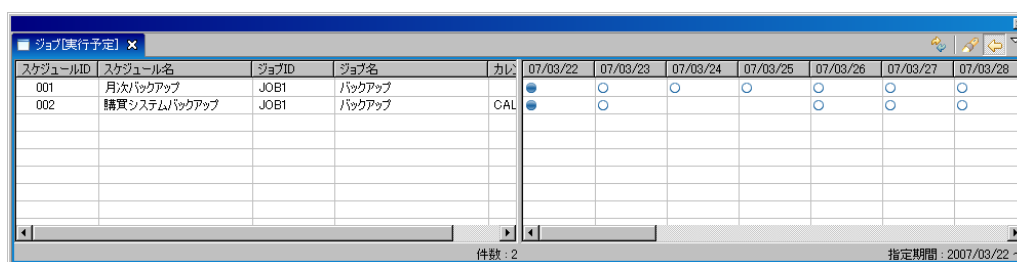 ジョブ[実行予定]
スケジュールID スケジュール名 ジョブID ジョブ名 カレ 07/03/22 07/03/23 07/03/24 07/03/25 07/03/26 07/03/27 07/03/28
001 月次バックアップ JOB1 バックアップ
002 購買システムバックアップ JOB1 バックアップ CAL
件数 : 2
指定期間 : 2007/03/22 ~